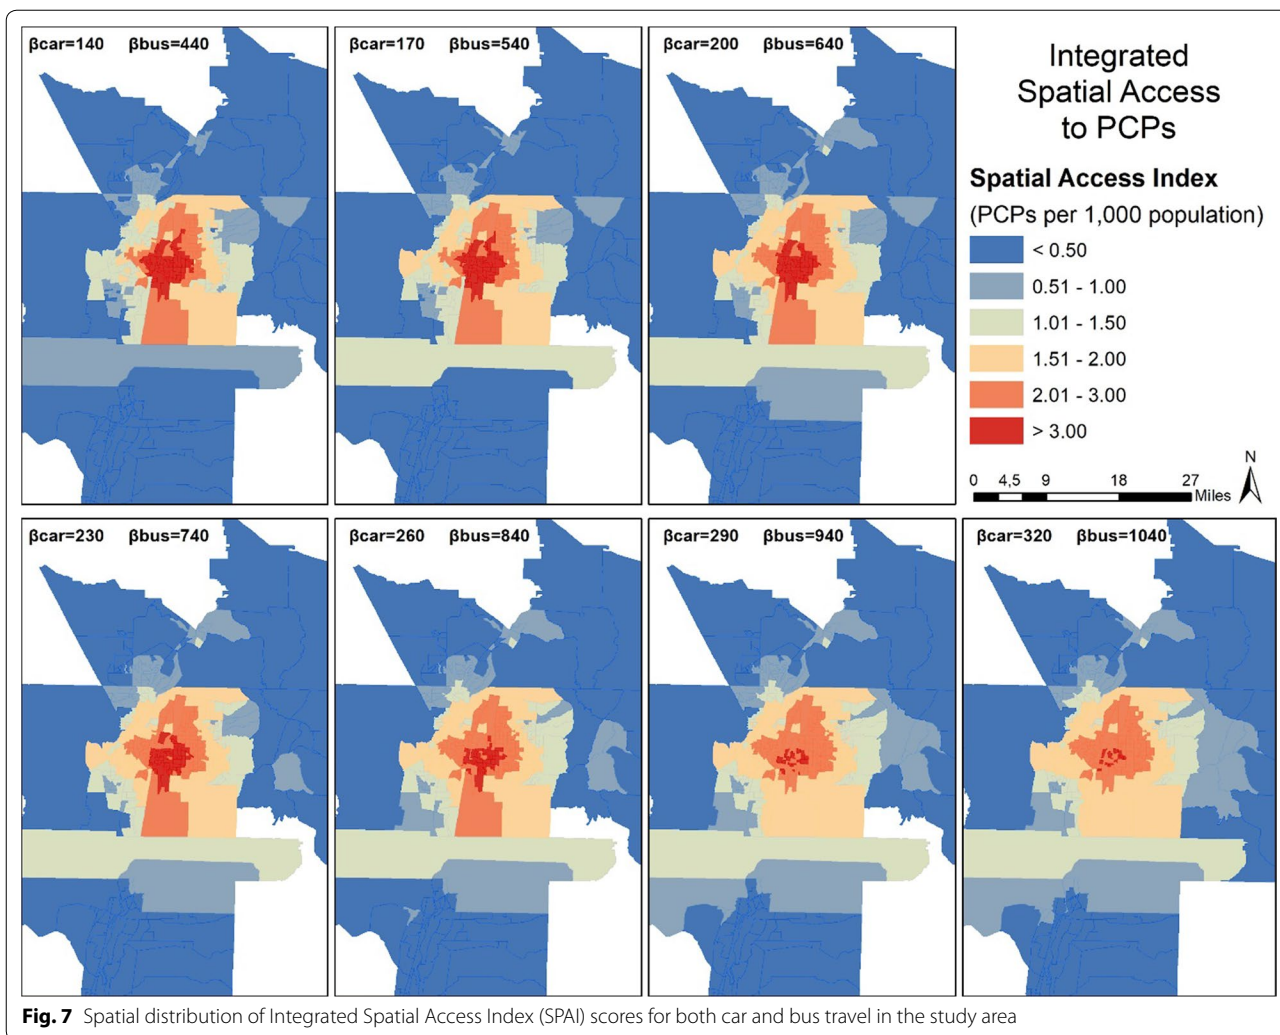 βcar=140 βbus=440
βcar=170 βbus=540
βcar=200 βbus=640
Integrated
Spatial Access
to PCPs
Spatial Access Index
(PCPs per 1,000 population)
< 0.50
0.51 - 1.00
1.01 - 1.50
1.51 - 2.00
2.01 - 3.00
> 3.00
N
0 4,5 9 18 27
Miles
βcar=230 βbus=740
βcar=260 βbus=840
βcar=290 βbus=940
βcar=320 βbus=1040
Fig. 7 Spatial distribution of Integrated Spatial Access Index (SPAI) scores for both car and bus travel in the study area